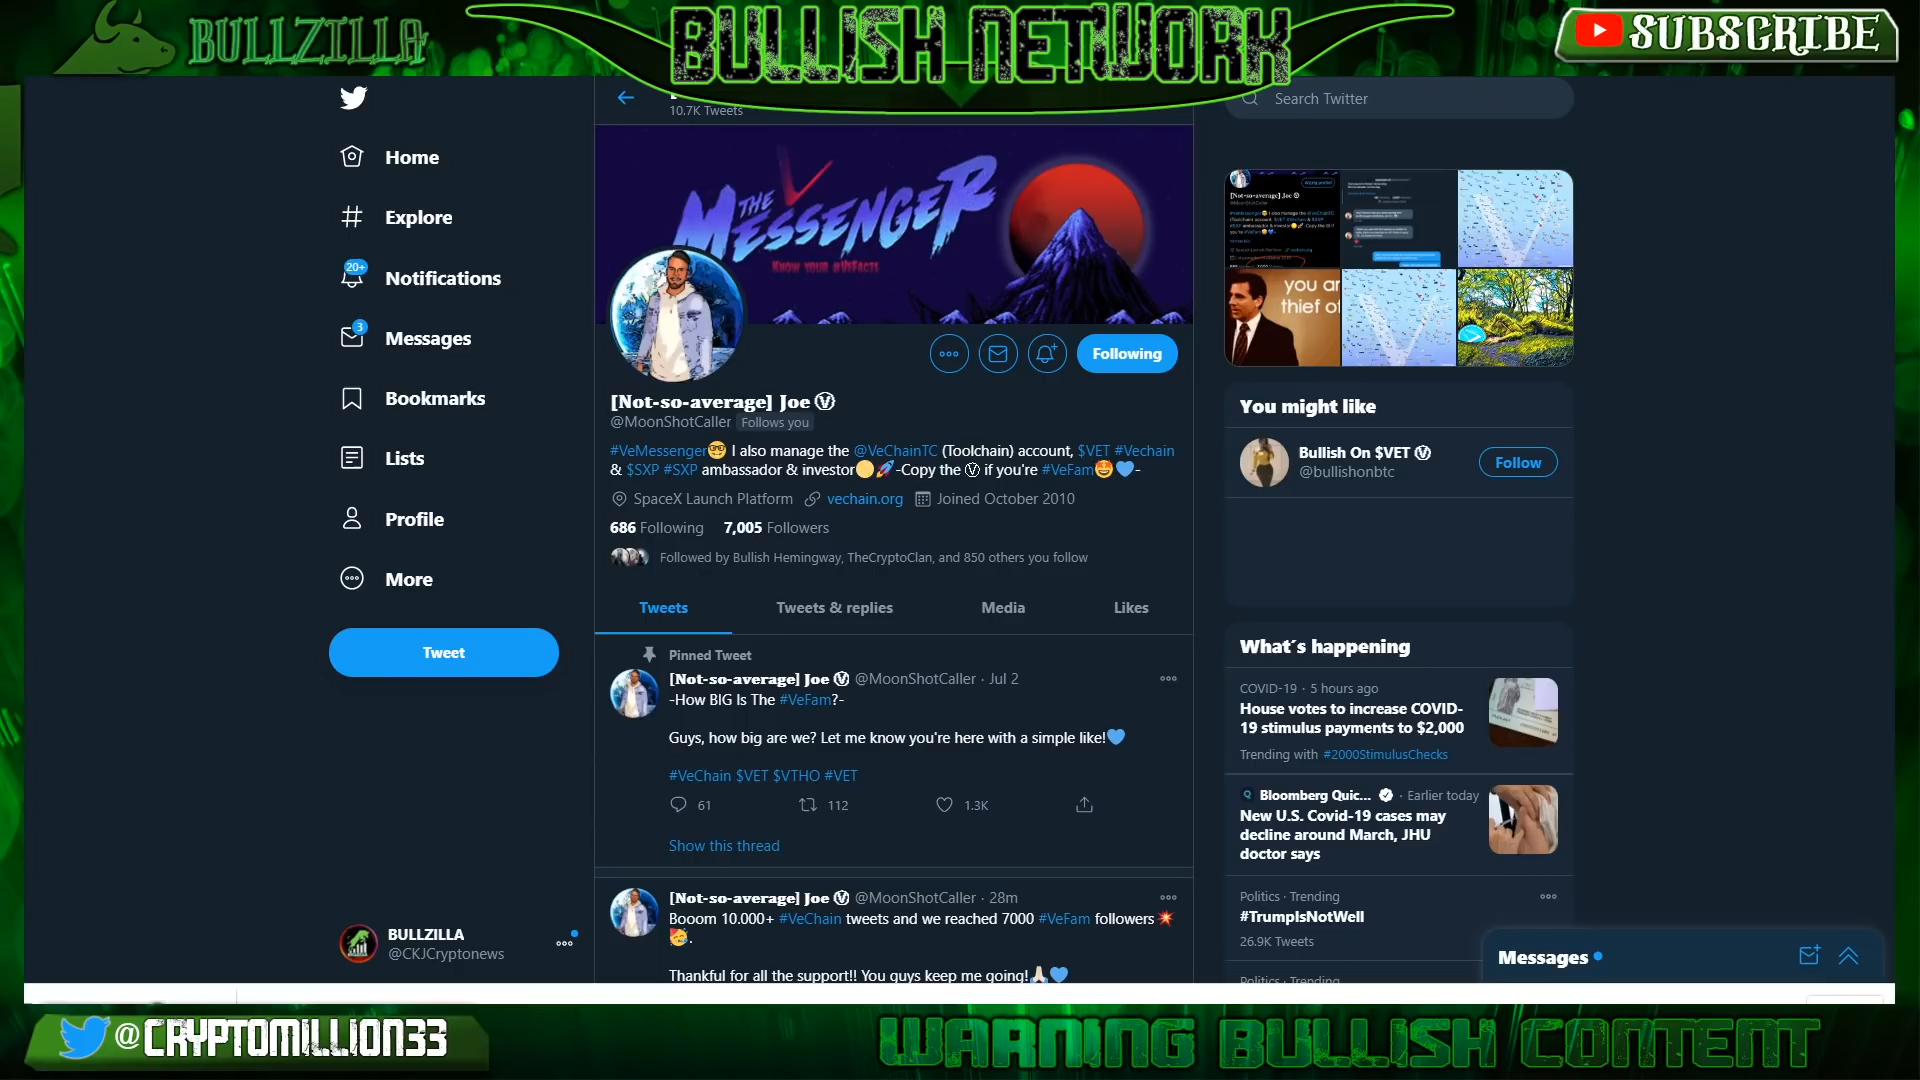 BULLZILLA
BULLISH NETWORK
SUBSCRIBE
10.7K Tweets
Search Twitter
Home
Explore
20+
Notifications
3
Messages
Bookmarks
Lists
Profile
More
Tweet
THE MESSENGER
KNOW YOUR #VEFACTS
Following
[Not-so-average] Joe Ⓥ
@MoonShotCaller Follows you
#VeMessenger🤓 I also manage the @VeChainTC (Toolchain) account, $VET #Vechain
& $SXP #SXP ambassador & investor🟡🚀-Copy the Ⓥ if you're #VeFam🤩💙-
SpaceX Launch Platform vechain.org Joined October 2010
686 Following 7,005 Followers
Followed by Bullish Hemingway, TheCryptoClan, and 850 others you follow
Tweets Tweets & replies Media Likes
Pinned Tweet
[Not-so-average] Joe Ⓥ @MoonShotCaller · Jul 2
-How BIG Is The #VeFam?-
Guys, how big are we? Let me know you're here with a simple like!💙
#VeChain $VET $VTHO #VET
61 112 1.3K
Show this thread
[Not-so-average] Joe Ⓥ @MoonShotCaller · 28m
Booom 10.000+ #VeChain tweets and we reached 7000 #VeFam followers💥
🥳.
Thankful for all the support!! You guys keep me going!🙏🏻💙
[Not-so-average] Joe Ⓥ
you ar
thief of
You might like
Bullish On $VET Ⓥ
@bullishonbtc
Follow
What´s happening
COVID-19 · 5 hours ago
House votes to increase COVID-
19 stimulus payments to $2,000
Trending with #2000StimulusChecks
Bloomberg Quic... · Earlier today
New U.S. Covid-19 cases may
decline around March, JHU
doctor says
Politics · Trending
#TrumpIsNotWell
26.9K Tweets
Politics · Trending
Messages
BULLZILLA
@CKJCryptonews
@CRYPTOMILLION33
WARNING BULLISH CONTENT